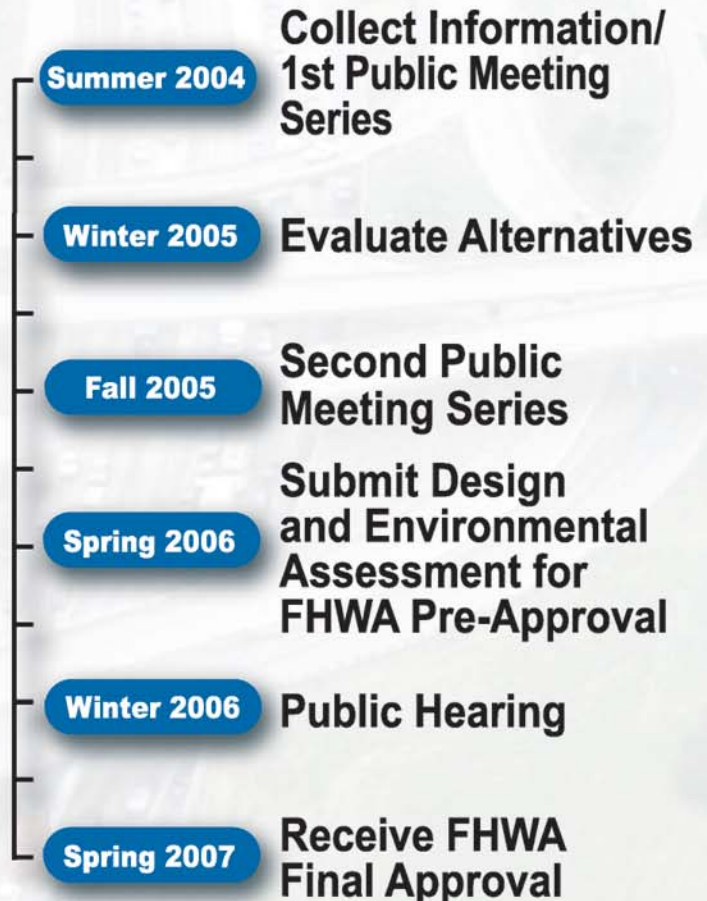 Summer 2004
Collect Information/
1st Public Meeting
Series
Winter 2005
Evaluate Alternatives
Fall 2005
Second Public
Meeting Series
Spring 2006
Submit Design
and Environmental
Assessment for
FHWA Pre-Approval
Winter 2006
Public Hearing
Spring 2007
Receive FHWA
Final Approval